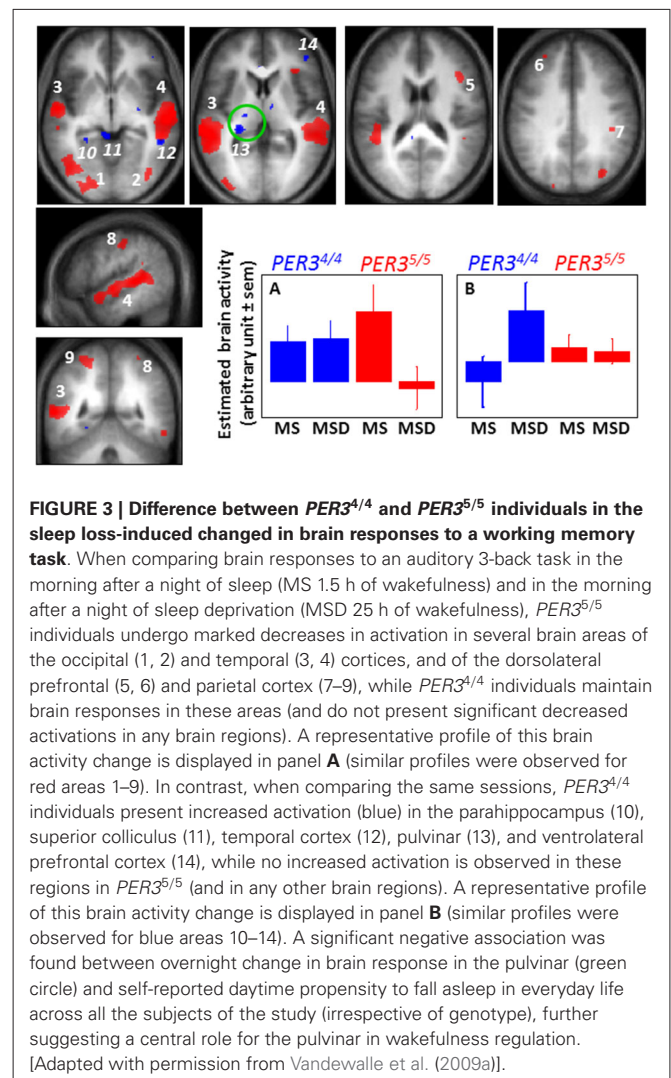 14
3
4
3
4
5
6
7
10
11
12
13
1
2
8
4
9
8
3
PER3^4/4 PER3^5/5
PER3^4/4 PER3^5/5
A
B
Estimated brain activity
(arbitrary unit ± sem)
MS MSD MS MSD
MS MSD MS MSD
FIGURE 3 | Difference between PER3^4/4 and PER3^5/5 individuals in the
sleep loss-induced changed in brain responses to a working memory
task. When comparing brain responses to an auditory 3-back task in the
morning after a night of sleep (MS 1.5 h of wakefulness) and in the morning
after a night of sleep deprivation (MSD 25 h of wakefulness), PER3^5/5
individuals undergo marked decreases in activation in several brain areas of
the occipital (1, 2) and temporal (3, 4) cortices, and of the dorsolateral
prefrontal (5, 6) and parietal cortex (7–9), while PER3^4/4 individuals maintain
brain responses in these areas (and do not present significant decreased
activations in any brain regions). A representative profile of this brain
activity change is displayed in panel A (similar profiles were observed for
red areas 1–9). In contrast, when comparing the same sessions, PER3^4/4
individuals present increased activation (blue) in the parahippocampus (10),
superior colliculus (11), temporal cortex (12), pulvinar (13), and ventrolateral
prefrontal cortex (14), while no increased activation is observed in these
regions in PER3^5/5 (and in any other brain regions). A representative profile
of this brain activity change is displayed in panel B (similar profiles were
observed for blue areas 10–14). A significant negative association was
found between overnight change in brain response in the pulvinar (green
circle) and self-reported daytime propensity to fall asleep in everyday life
across all the subjects of the study (irrespective of genotype), further
suggesting a central role for the pulvinar in wakefulness regulation.
[Adapted with permission from Vandewalle et al. (2009a)].